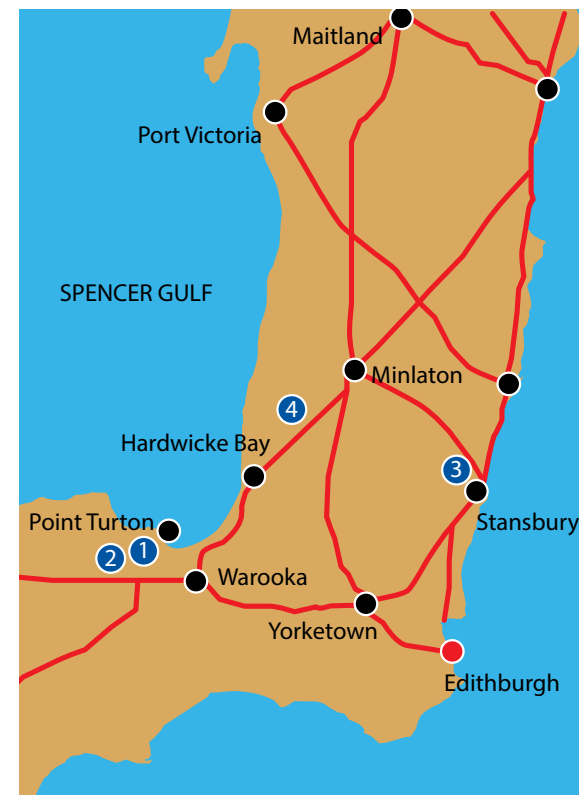 Maitland
Port Victoria
SPENCER GULF
Minlaton
4
Hardwicke Bay
3
Stansbury
Point Turton
1
2
Warooka
Yorketown
Edithburgh